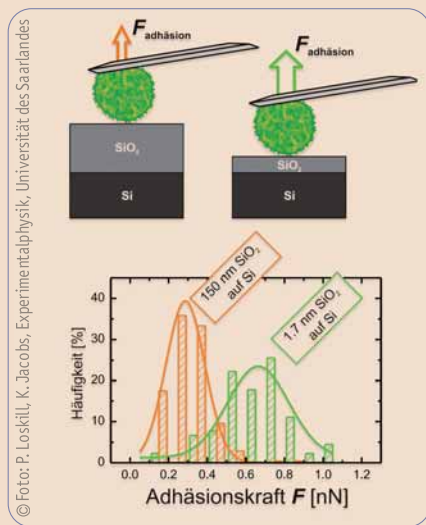 © Foto: P. Loskill, K. Jacobs, Experimentalphysik, Universität des Saarlandes
F adhäsion
F adhäsion
SiO₂
Si
SiO₂
Si
150 nm SiO₂
auf Si
1.7 nm SiO₂
auf Si
Häufigkeit [%]
40
30
20
10
0
0.0 0.2 0.4 0.6 0.8 1.0 1.2
Adhäsionskraft F [nN]